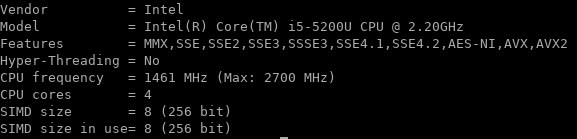 Vendor         = Intel
Model          = Intel(R) Core(TM) i5-5200U CPU @ 2.20GHz
Features       = MMX,SSE,SSE2,SSE3,SSSE3,SSE4.1,SSE4.2,AES-NI,AVX,AVX2
Hyper-Threading = No
CPU frequency  = 1461 MHz (Max: 2700 MHz)
CPU cores      = 4
SIMD size      = 8 (256 bit)
SIMD size in use= 8 (256 bit)